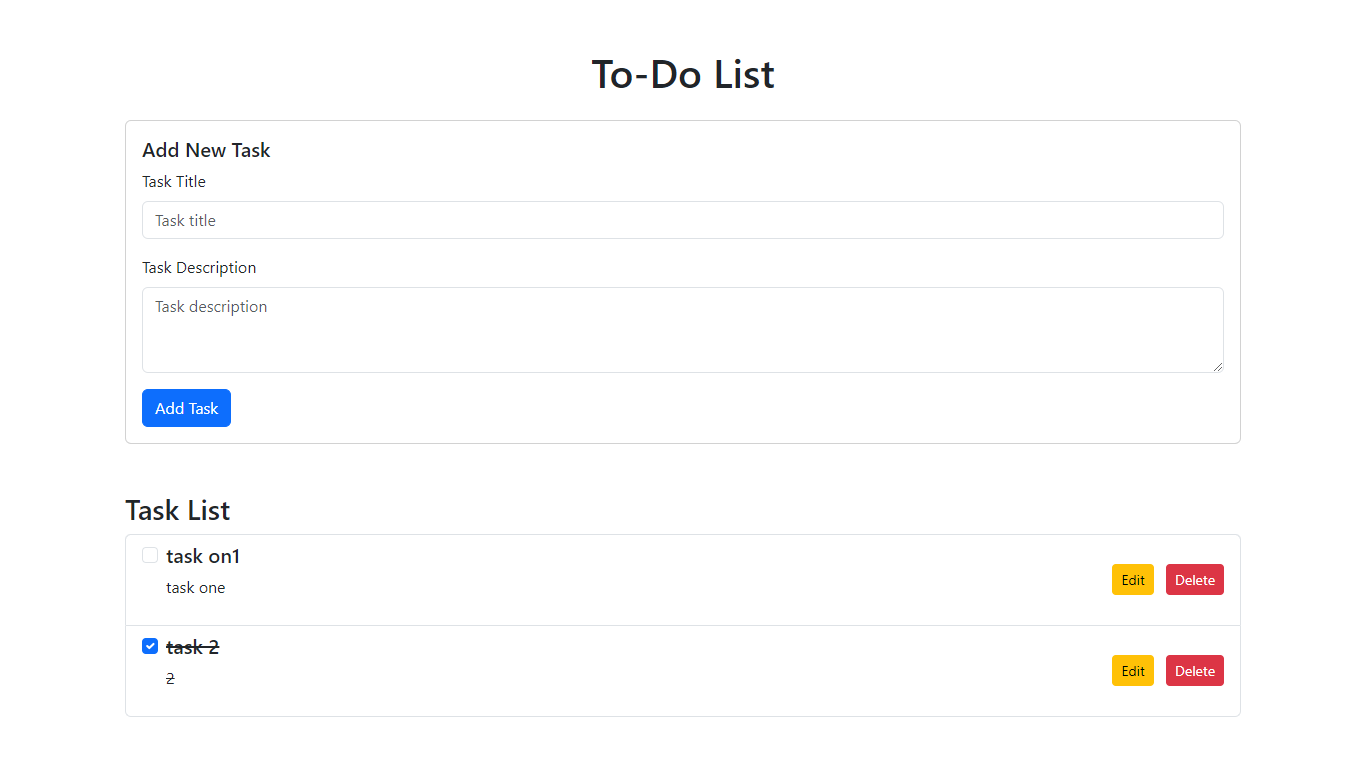 To-Do List
Add New Task
Task Title
Task title
Task Description
Task description
Add Task
Task List
task on1
task one
Edit Delete
task 2
2
Edit Delete